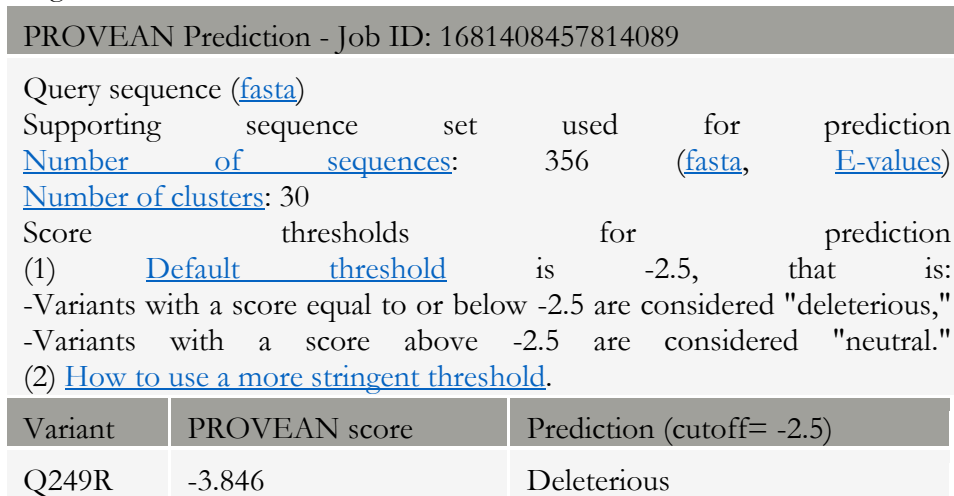 PROVEAN Prediction - Job ID: 1681408457814089
Query sequence (fasta)
Supporting sequence set used for prediction
Number of sequences: 356 (fasta, E-values)
Number of clusters: 30
Score thresholds for prediction
(1) Default threshold is -2.5, that is:
-Variants with a score equal to or below -2.5 are considered "deleterious,"
-Variants with a score above -2.5 are considered "neutral."
(2) How to use a more stringent threshold.
Variant PROVEAN score Prediction (cutoff= -2.5)
Q249R -3.846 Deleterious